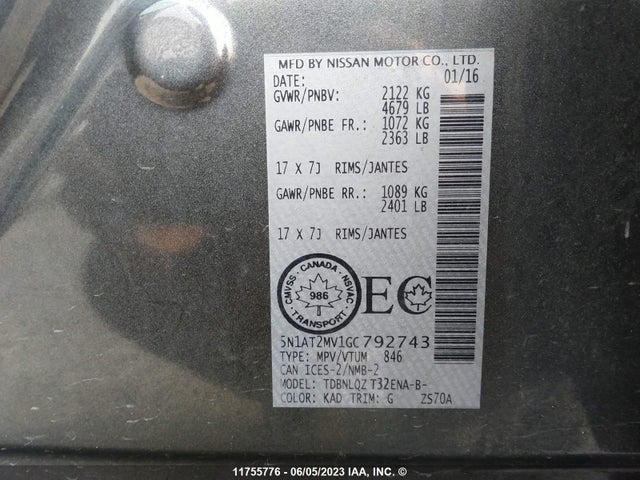 MFD BY NISSAN MOTOR CO., LTD.
DATE: 01/16
GVWR/PNBV: 2122 KG
4679 LB
GAWR/PNBE FR.: 1072 KG
2363 LB
17 X 7J RIMS/JANTES
GAWR/PNBE RR.: 1089 KG
2401 LB
17 X 7J RIMS/JANTES
CMVSS · CANADA · NSVAC · TRANSPORT ·
986
EC
5N1AT2MV1GC792743
TYPE: MPV/VTUM 846
CAN ICES-2/NMB-2
MODEL: TDBNLQZ T32ENA-B-
COLOR: KAD TRIM: G ZS70A
11755776 - 06/05/2023 IAA, INC. ©